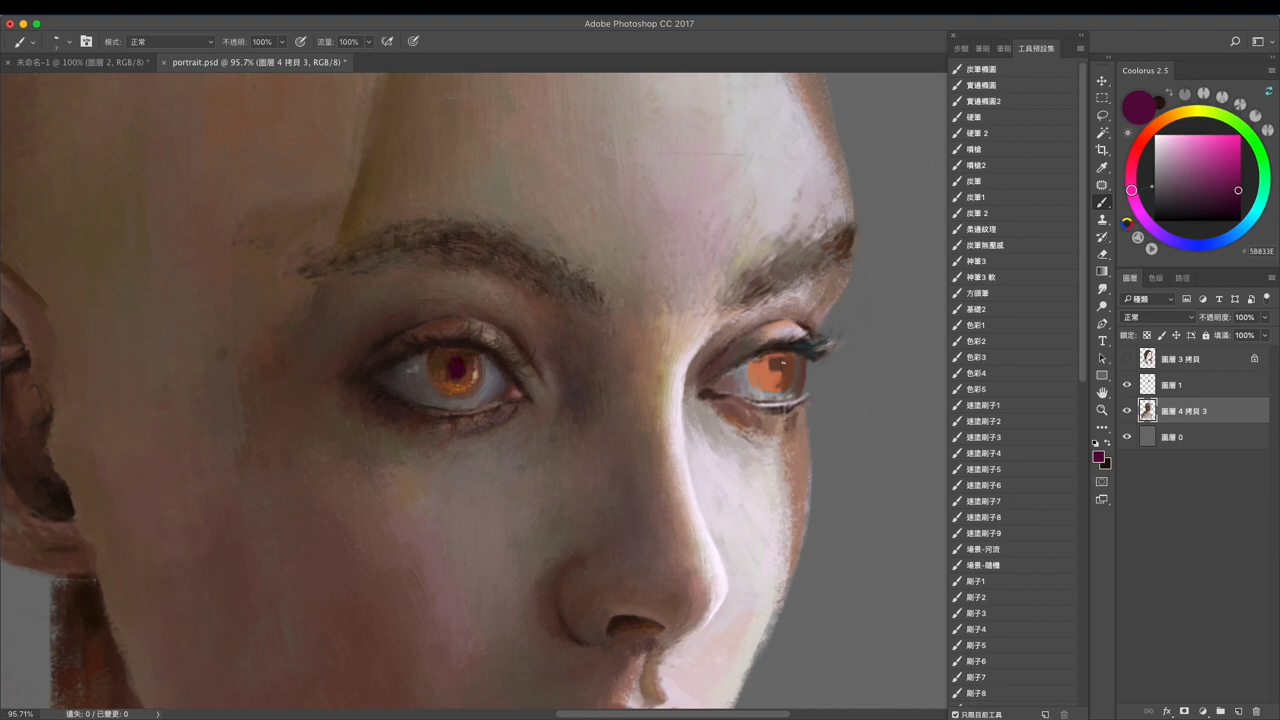 Adobe Photoshop CC 2017
模式: 正常 不透明: 100% 流量: 100%
未命名-1 @ 100% (圖層 2, RGB/8) *
portrait.psd @ 95.7% (圖層 4 拷貝 3, RGB/8) *
步驟 筆刷 筆刷 工具預設集
炭筆橢圓
實邊橢圓
實邊橢圓2
硬筆
硬筆 2
噴槍
噴槍2
炭筆
炭筆1
炭筆 2
柔邊紋理
炭筆無壓感
神筆3
神筆3 軟
方頭筆
基礎2
色彩1
色彩2
色彩3
色彩4
色彩5
速塗刷子1
速塗刷子2
速塗刷子3
速塗刷子4
速塗刷子5
速塗刷子6
速塗刷子7
速塗刷子8
速塗刷子9
場景-河流
場景-隨機
刷子1
刷子2
刷子3
刷子4
刷子5
刷子6
刷子7
刷子8
只限目前工具
Coolorus 2.5
# 5B033E
圖層 色版 路徑
種類
正常 不透明度: 100%
鎖定: 填滿: 100%
圖層 3 拷貝
圖層 1
圖層 4 拷貝 3
圖層 0
95.71% 遺失: 0 / 已變更: 0